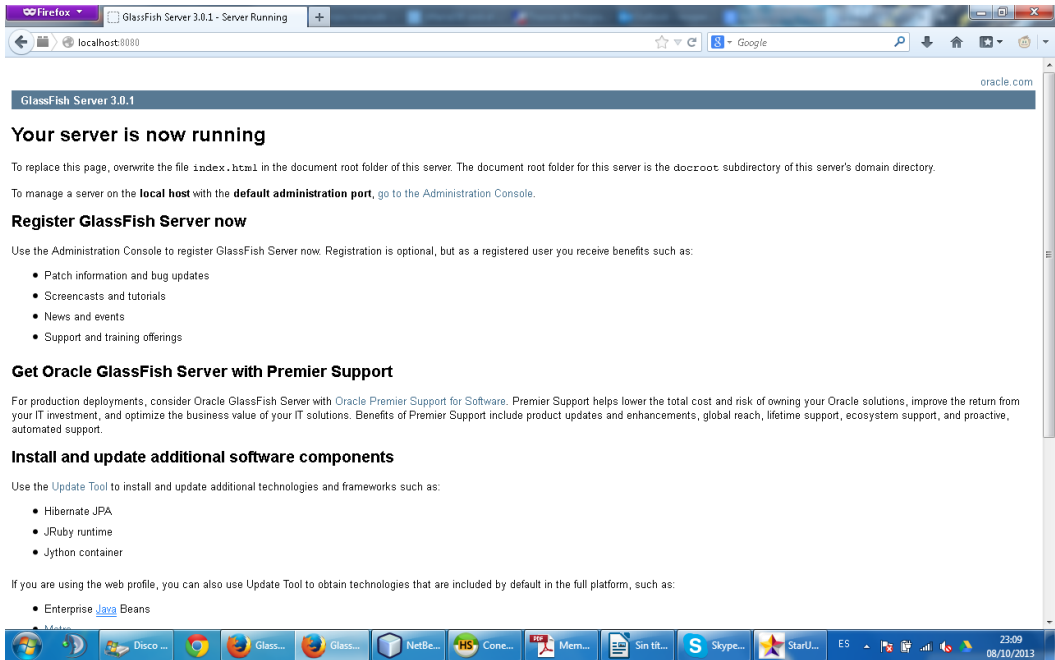 Firefox
GlassFish Server 3.0.1 - Server Running
localhost:8080
Google
oracle.com
GlassFish Server 3.0.1
Your server is now running
To replace this page, overwrite the file index.html in the document root folder of this server. The document root folder for this server is the docroot subdirectory of this server's domain directory.
To manage a server on the local host with the default administration port, go to the Administration Console.
Register GlassFish Server now
Use the Administration Console to register GlassFish Server now. Registration is optional, but as a registered user you receive benefits such as:
Patch information and bug updates
Screencasts and tutorials
News and events
Support and training offerings
Get Oracle GlassFish Server with Premier Support
For production deployments, consider Oracle GlassFish Server with Oracle Premier Support for Software. Premier Support helps lower the total cost and risk of owning your Oracle solutions, improve the return from
your IT investment, and optimize the business value of your IT solutions. Benefits of Premier Support include product updates and enhancements, global reach, lifetime support, ecosystem support, and proactive,
automated support.
Install and update additional software components
Use the Update Tool to install and update additional technologies and frameworks such as:
Hibernate JPA
JRuby runtime
Jython container
If you are using the web profile, you can also use Update Tool to obtain technologies that are included by default in the full platform, such as:
Enterprise Java Beans
Metro
Disco ... Glass... Glass... NetBe... HS Cone... PDF Mem... Sin tít... S Skype... StarU... ES 23:09
08/10/2013